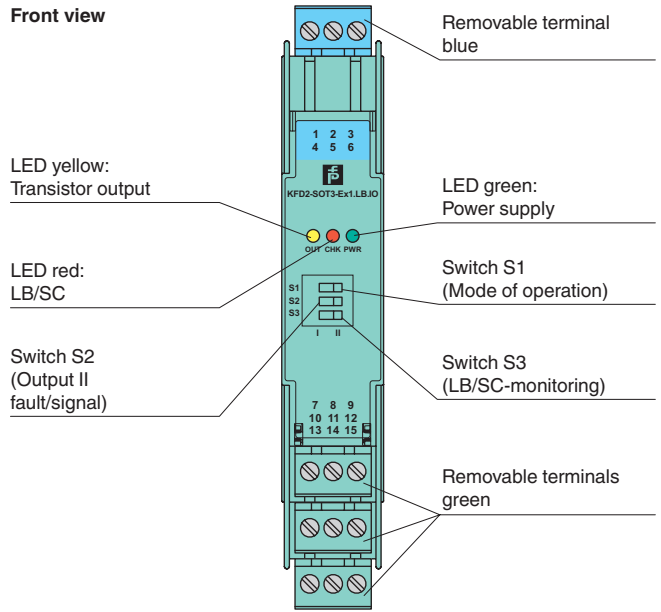 Front view
Removable terminal
blue
1 2 3
4 5 6
LED yellow:
Transistor output
KFD2-SOT3-Ex1.LB.IO
LED green:
Power supply
OUT CHK PWR
LED red:
LB/SC
Switch S1
(Mode of operation)
S1
S2
S3
I II
Switch S2
(Output II
fault/signal)
Switch S3
(LB/SC-monitoring)
7 8 9
10 11 12
13 14 15
Removable terminals
green